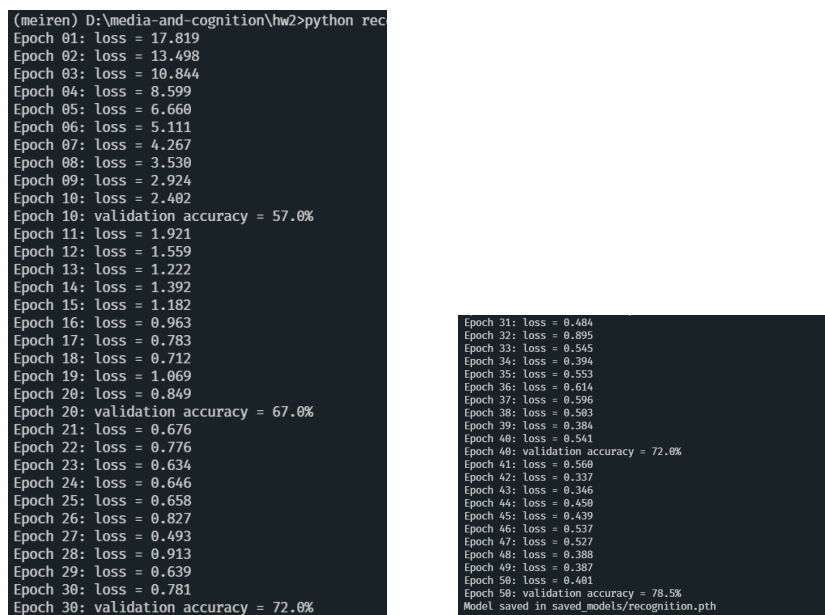 (meiren) D:\media-and-cognition\hw2>python
Epoch 01: loss = 17.819
Epoch 02: loss = 13.498
Epoch 03: loss = 10.844
Epoch 04: loss = 8.599
Epoch 05: loss = 6.660
Epoch 06: loss = 5.111
Epoch 07: loss = 4.267
Epoch 08: loss = 3.530
Epoch 09: loss = 2.924
Epoch 10: loss = 2.402
Epoch 10: validation accuracy = 57.0%
Epoch 11: loss = 1.921
Epoch 12: loss = 1.559
Epoch 13: loss = 1.222
Epoch 14: loss = 1.392
Epoch 15: loss = 1.182
Epoch 16: loss = 0.963
Epoch 17: loss = 0.783
Epoch 18: loss = 0.712
Epoch 19: loss = 1.069
Epoch 20: loss = 0.849
Epoch 20: validation accuracy = 67.0%
Epoch 21: loss = 0.676
Epoch 22: loss = 0.776
Epoch 23: loss = 0.634
Epoch 24: loss = 0.646
Epoch 25: loss = 0.658
Epoch 26: loss = 0.827
Epoch 27: loss = 0.493
Epoch 28: loss = 0.913
Epoch 29: loss = 0.639
Epoch 30: loss = 0.781
Epoch 30: validation accuracy = 72.0%
Epoch 31: loss = 0.484
Epoch 32: loss = 0.895
Epoch 33: loss = 0.545
Epoch 34: loss = 0.394
Epoch 35: loss = 0.553
Epoch 36: loss = 0.614
Epoch 37: loss = 0.596
Epoch 38: loss = 0.503
Epoch 39: loss = 0.384
Epoch 40: loss = 0.541
Epoch 40: validation accuracy = 72.0%
Epoch 41: loss = 0.560
Epoch 42: loss = 0.337
Epoch 43: loss = 0.346
Epoch 44: loss = 0.450
Epoch 45: loss = 0.439
Epoch 46: loss = 0.537
Epoch 47: loss = 0.527
Epoch 48: loss = 0.388
Epoch 49: loss = 0.387
Epoch 50: loss = 0.401
Epoch 50: validation accuracy = 78.5%
Model saved in saved_models/recognition.pth